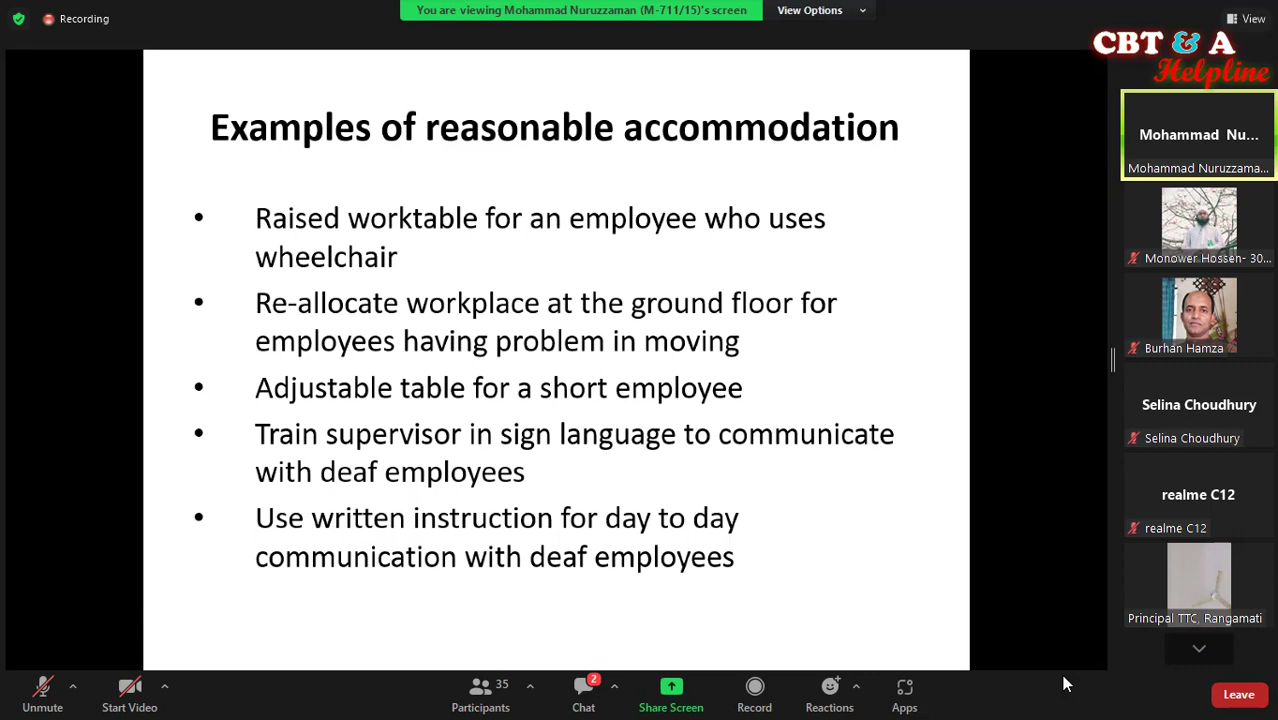 Recording
You are viewing Mohammad Nuruzzaman (M-711/15)'s screen
View Options
View
CBT & A
Helpline
Examples of reasonable accommodation
• Raised worktable for an employee who uses
wheelchair
• Re-allocate workplace at the ground floor for
employees having problem in moving
• Adjustable table for a short employee
• Train supervisor in sign language to communicate
with deaf employees
• Use written instruction for day to day
communication with deaf employees
Mohammad Nu...
Mohammad Nuruzzama...
Monower Hossen- 30...
Burhan Hamza
Selina Choudhury
Selina Choudhury
realme C12
realme C12
Principal TTC, Rangamati
Unmute
Start Video
35
Participants
2
Chat
Share Screen
Record
Reactions
Apps
Leave